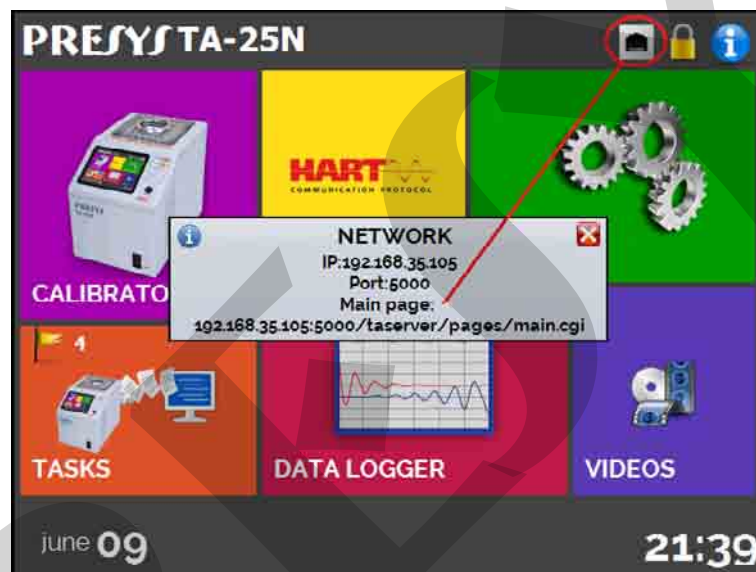 PRESYS TA-25N
HART
COMMUNICATION PROTOCOL
NETWORK
IP:192.168.35.105
Port:5000
Main page:
192.168.35.105:5000/taserver/pages/main.cgi
CALIBRATO
4
TASKS
DATA LOGGER
VIDEOS
june 09
21:39